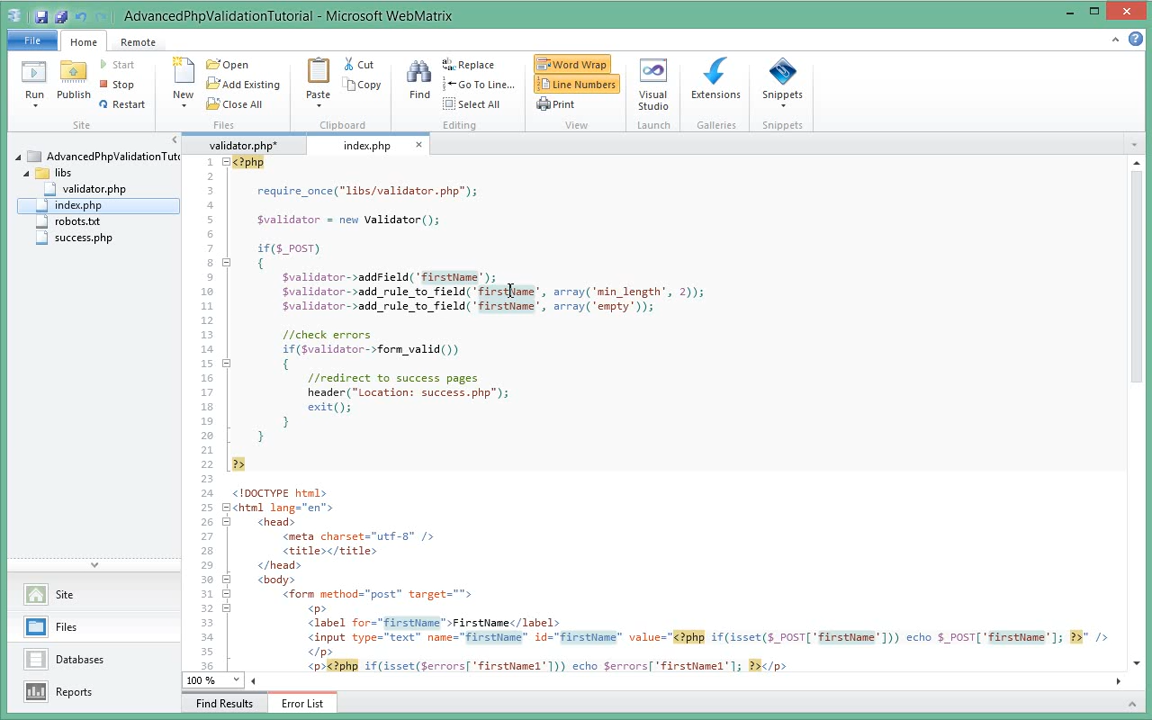 AdvancedPhpValidationTutorial - Microsoft WebMatrix
File Home Remote
Start Open Cut Replace Word Wrap
Stop Add Existing Copy Go To Line... Line Numbers
Run Publish Restart New Close All Paste Find Select All Print Visual Studio Extensions Snippets
Site Files Clipboard Editing View Launch Galleries Snippets
validator.php* index.php ×
AdvancedPhpValidationTuto
libs
validator.php
index.php
robots.txt
success.php
Site
Files
Databases
Reports
1 <?php
2
3 require_once("libs/validator.php");
4
5 $validator = new Validator();
6
7 if($_POST)
8 {
9 $validator->addField('firstName');
10 $validator->add_rule_to_field('firstName', array('min_length', 2));
11 $validator->add_rule_to_field('firstName', array('empty'));
12
13 //check errors
14 if($validator->form_valid())
15 {
16 //redirect to success pages
17 header("Location: success.php");
18 exit();
19 }
20 }
21
22 ?>
23
24 <!DOCTYPE html>
25 <html lang="en">
26 <head>
27 <meta charset="utf-8" />
28 <title></title>
29 </head>
30 <body>
31 <form method="post" target="">
32 <p>
33 <label for="firstName">FirstName</label>
34 <input type="text" name="firstName" id="firstName" value="<?php if(isset($_POST['firstName'])) echo $_POST['firstName']; ?>" />
35 </p>
36 <p><?php if(isset($errors['firstName1'])) echo $errors['firstName1']; ?></p>
100 %
Find Results Error List